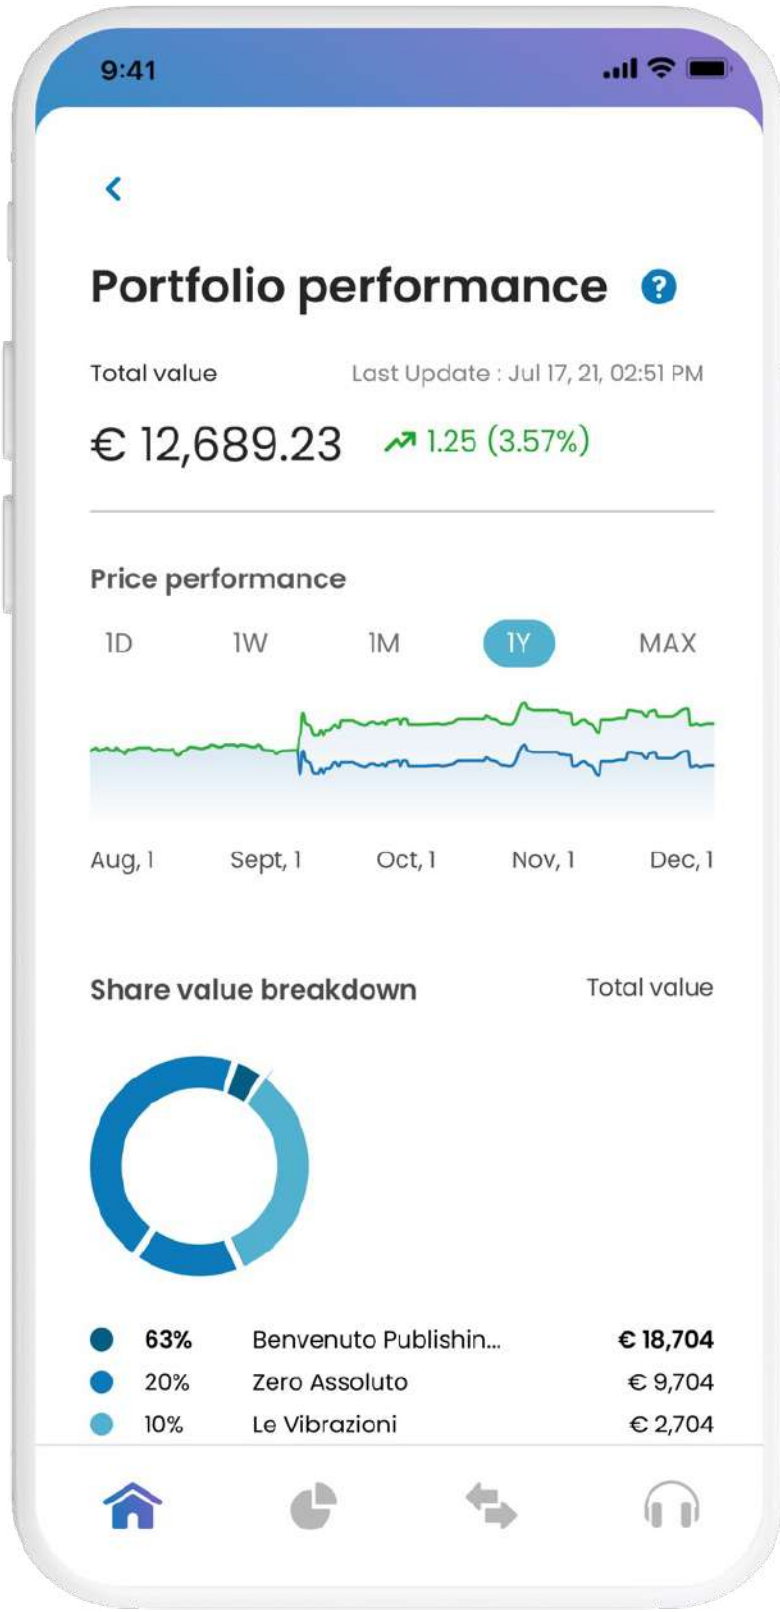 9:41
Portfolio performance ?
Total value Last Update : Jul 17, 21, 02:51 PM
€ 12,689.23 1.25 (3.57%)
Price performance
1D 1W 1M 1Y MAX
Aug, 1 Sept, 1 Oct, 1 Nov, 1 Dec, 1
Share value breakdown Total value
63% Benvenuto Publishin... € 18,704
20% Zero Assoluto € 9,704
10% Le Vibrazioni € 2,704